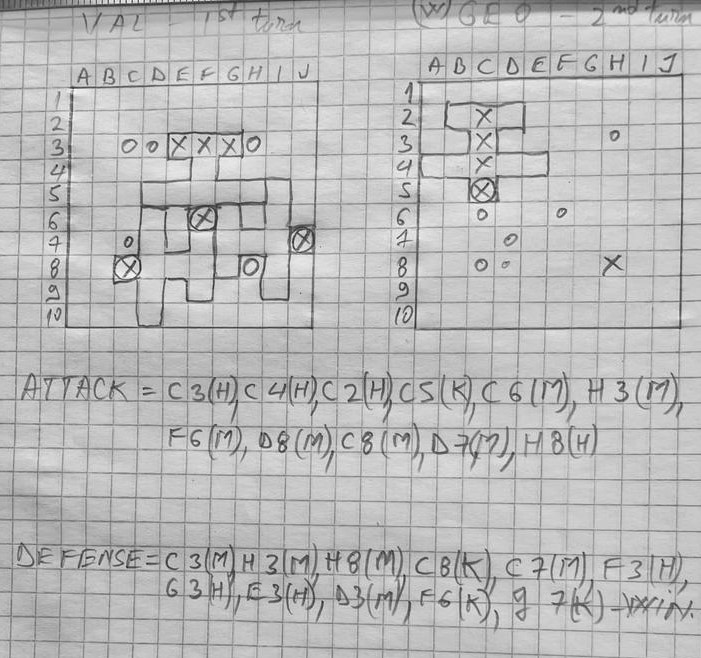 VAL - 1st turn
(W) GEO - 2nd turn
A B C D E F G H I J
A B C D E F G H I J
1
2
3 O O X X X O
4
5
6 X
7 O X
8 X O
9
10
1
2 X
3 X O
4 X
5 X
6 O O
7 O
8 O O X
9
10
ATTACK = C3(H), C4(H), C2(H), C5(K), C6(M), H3(M),
F6(M), D8(M), C8(M), D7(M), H8(H)
DEFENSE = C3(M) H3(M), H8(M), C8(K), C7(M), F3(H),
G3(H), E3(H), D3(M), F6(K), J 7(K) - Win.